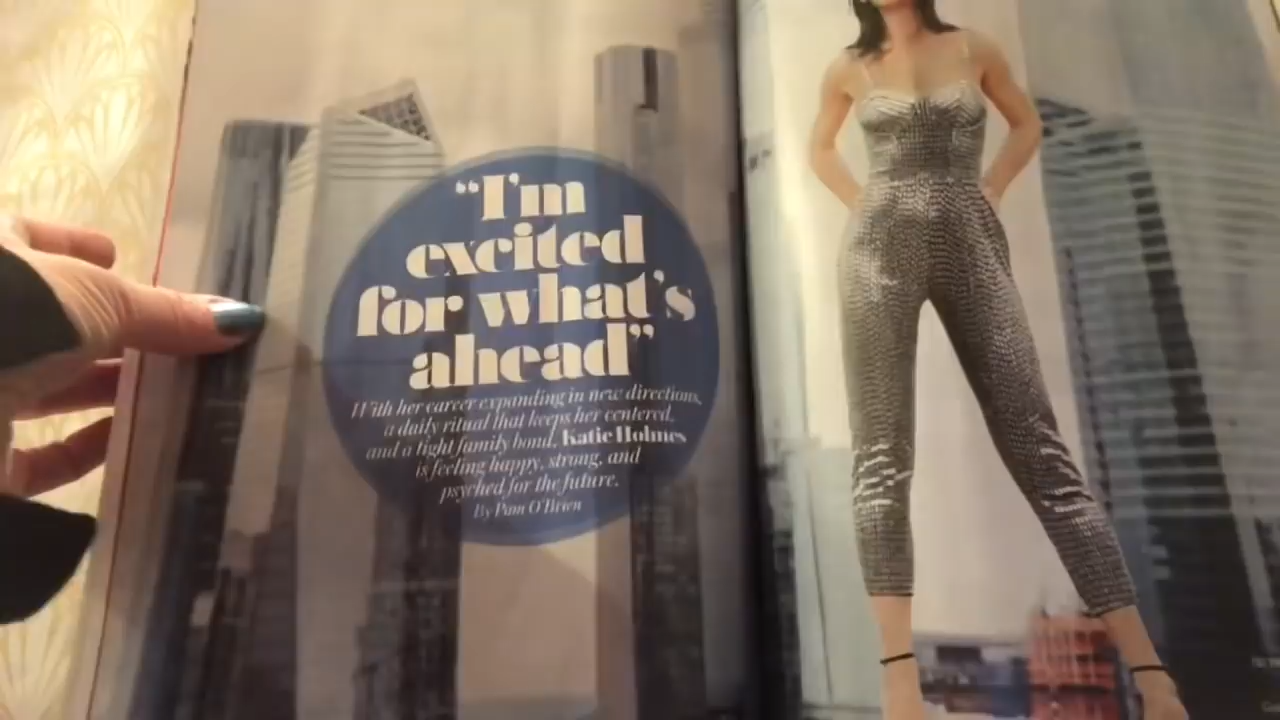 “I’m
excited
for what’s
ahead”
With her career expanding in new directions,
a daily ritual that keeps her centered,
and a tight family bond, Katie Holmes
is feeling happy, strong, and
psyched for the future.
By Pam O’Brien